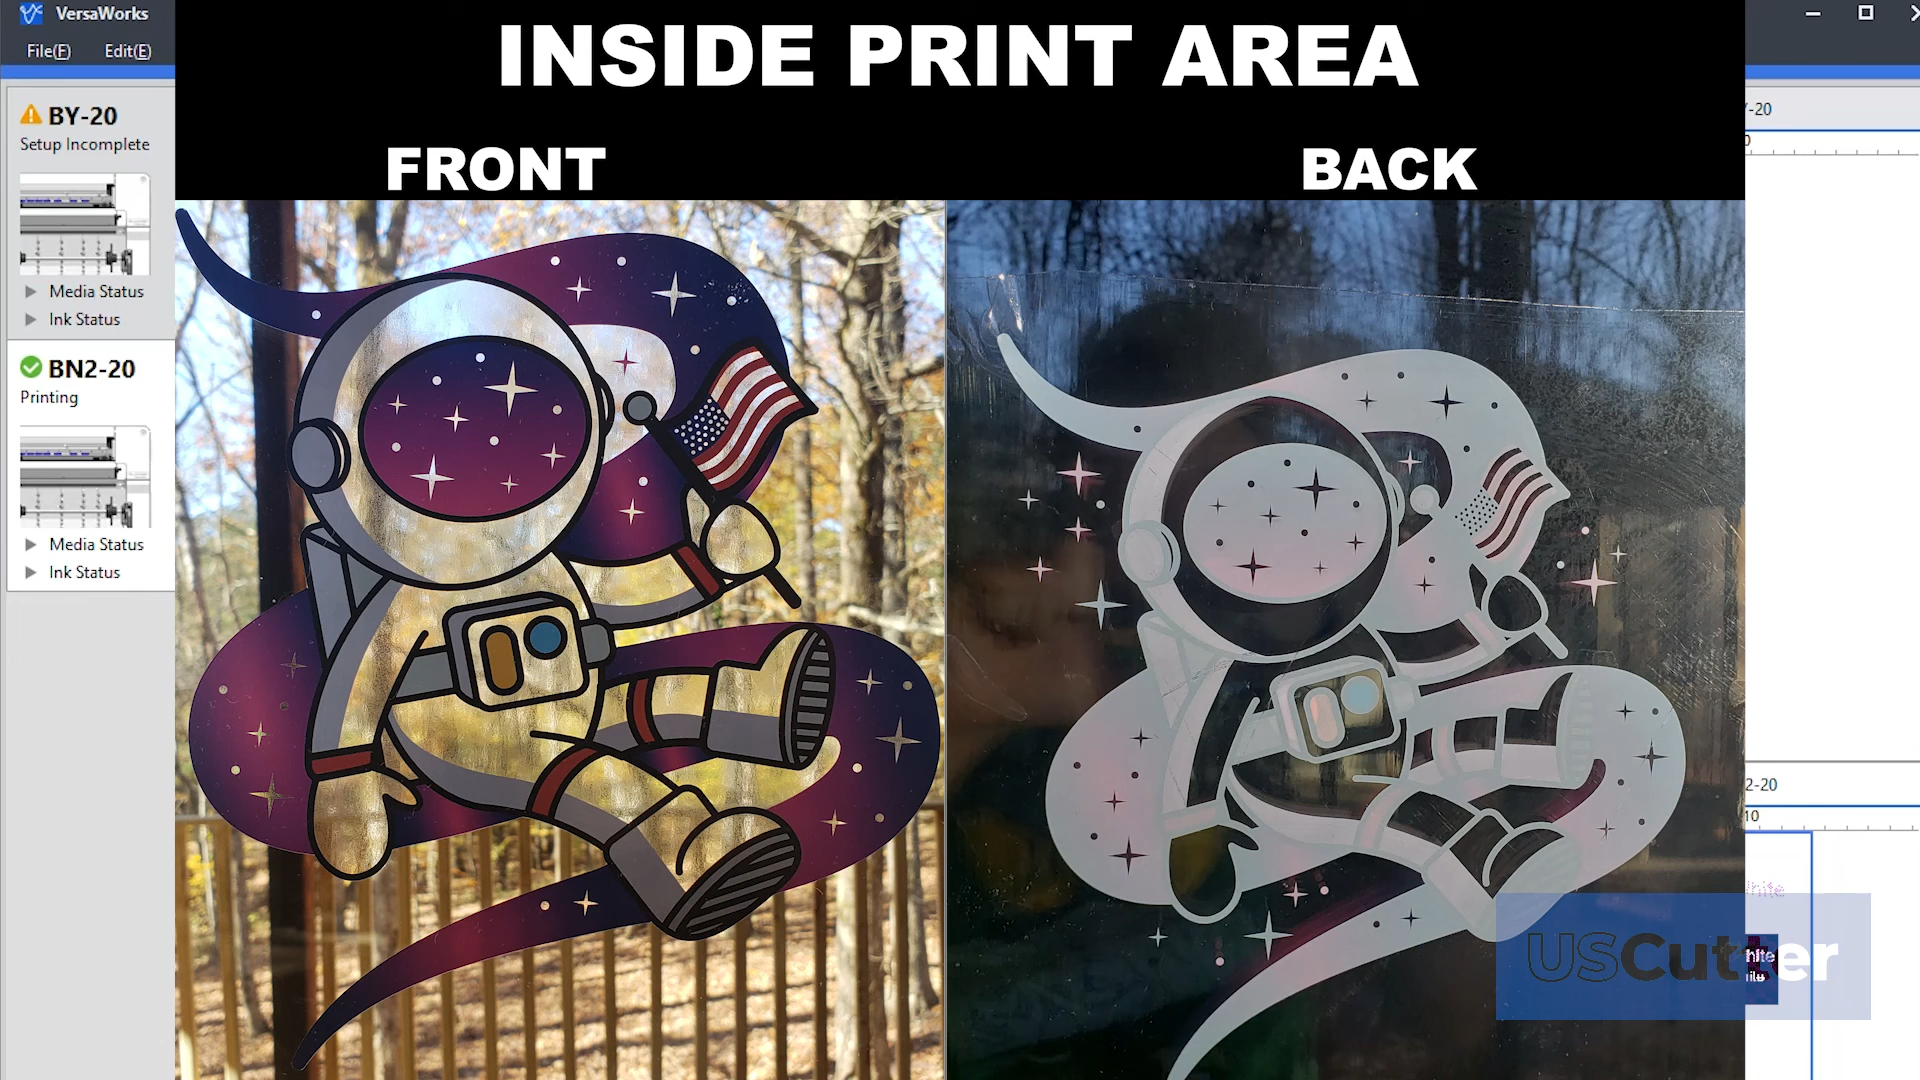 VersaWorks
File(F) Edit(E)
BY-20
Setup Incomplete
Media Status
Ink Status
BN2-20
Printing
Media Status
Ink Status
INSIDE PRINT AREA
FRONT
BACK
-20
2-20
10
USCutter